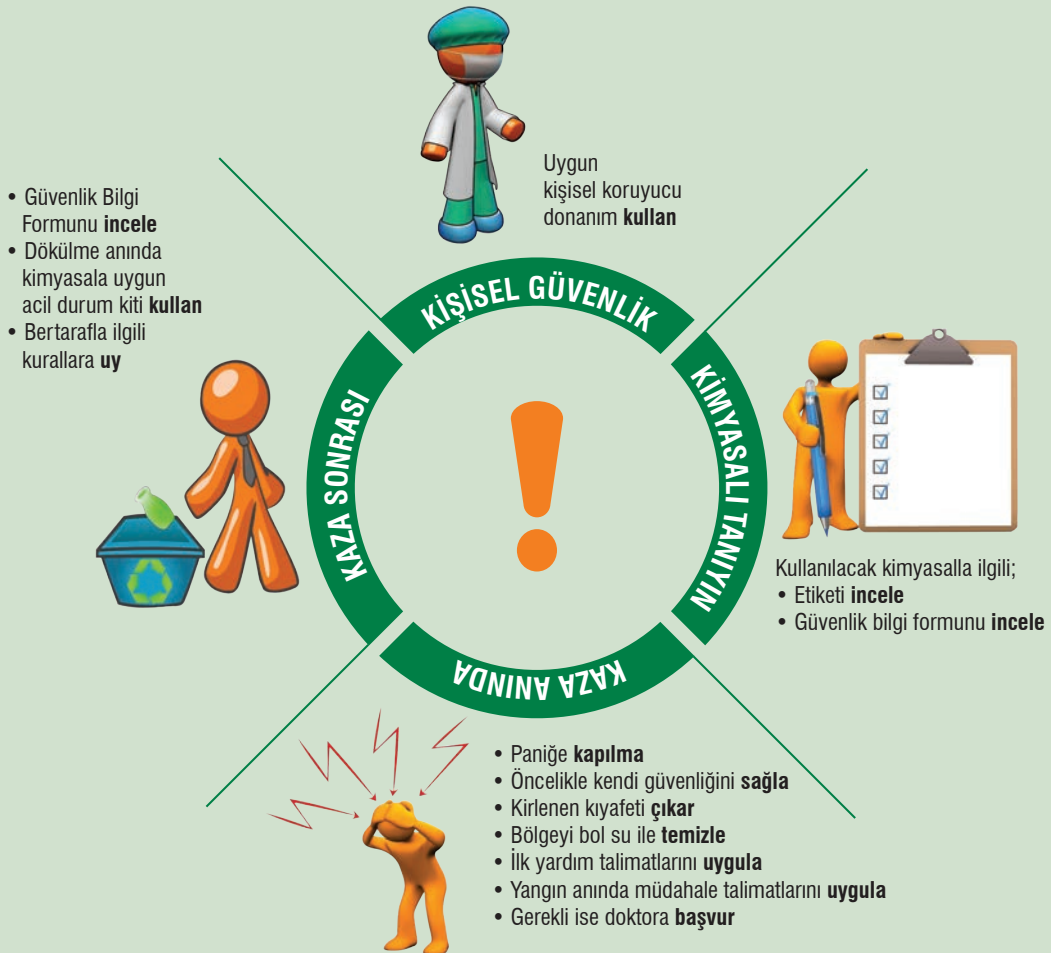 Uygun
kişisel koruyucu
donanım kullan
• Güvenlik Bilgi
Formunu incele
• Dökülme anında
kimyasala uygun
acil durum kiti kullan
• Bertarafla ilgili
kurallara uy
KİŞİSEL GÜVENLİK
KİMYASALI TANIYIN
KAZA ANINDA
KAZA SONRASI
Kullanılacak kimyasalla ilgili;
• Etiketi incele
• Güvenlik bilgi formunu incele
• Paniğe kapılma
• Öncelikle kendi güvenliğini sağla
• Kirlenen kıyafeti çıkar
• Bölgeyi bol su ile temizle
• İlk yardım talimatlarını uygula
• Yangın anında müdahale talimatlarını uygula
• Gerekli ise doktora başvur